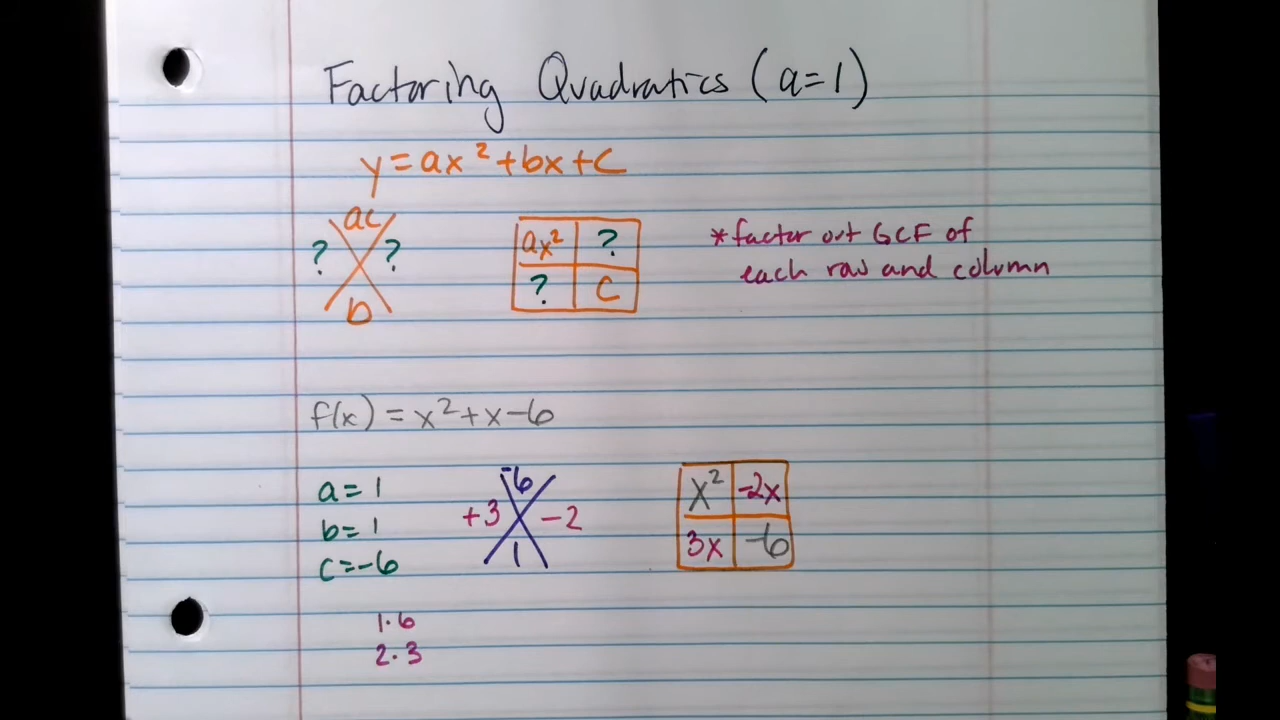 Factoring Quadratics (a=1)
y=ax²+bx+c
ac
? ?
b
ax² ?
? c
*factor out GCF of
each row and column
f(x) = x²+x-6
a=1
b=1
c=-6
-6
+3 -2
1
x² -2x
3x -6
1·6
2·3